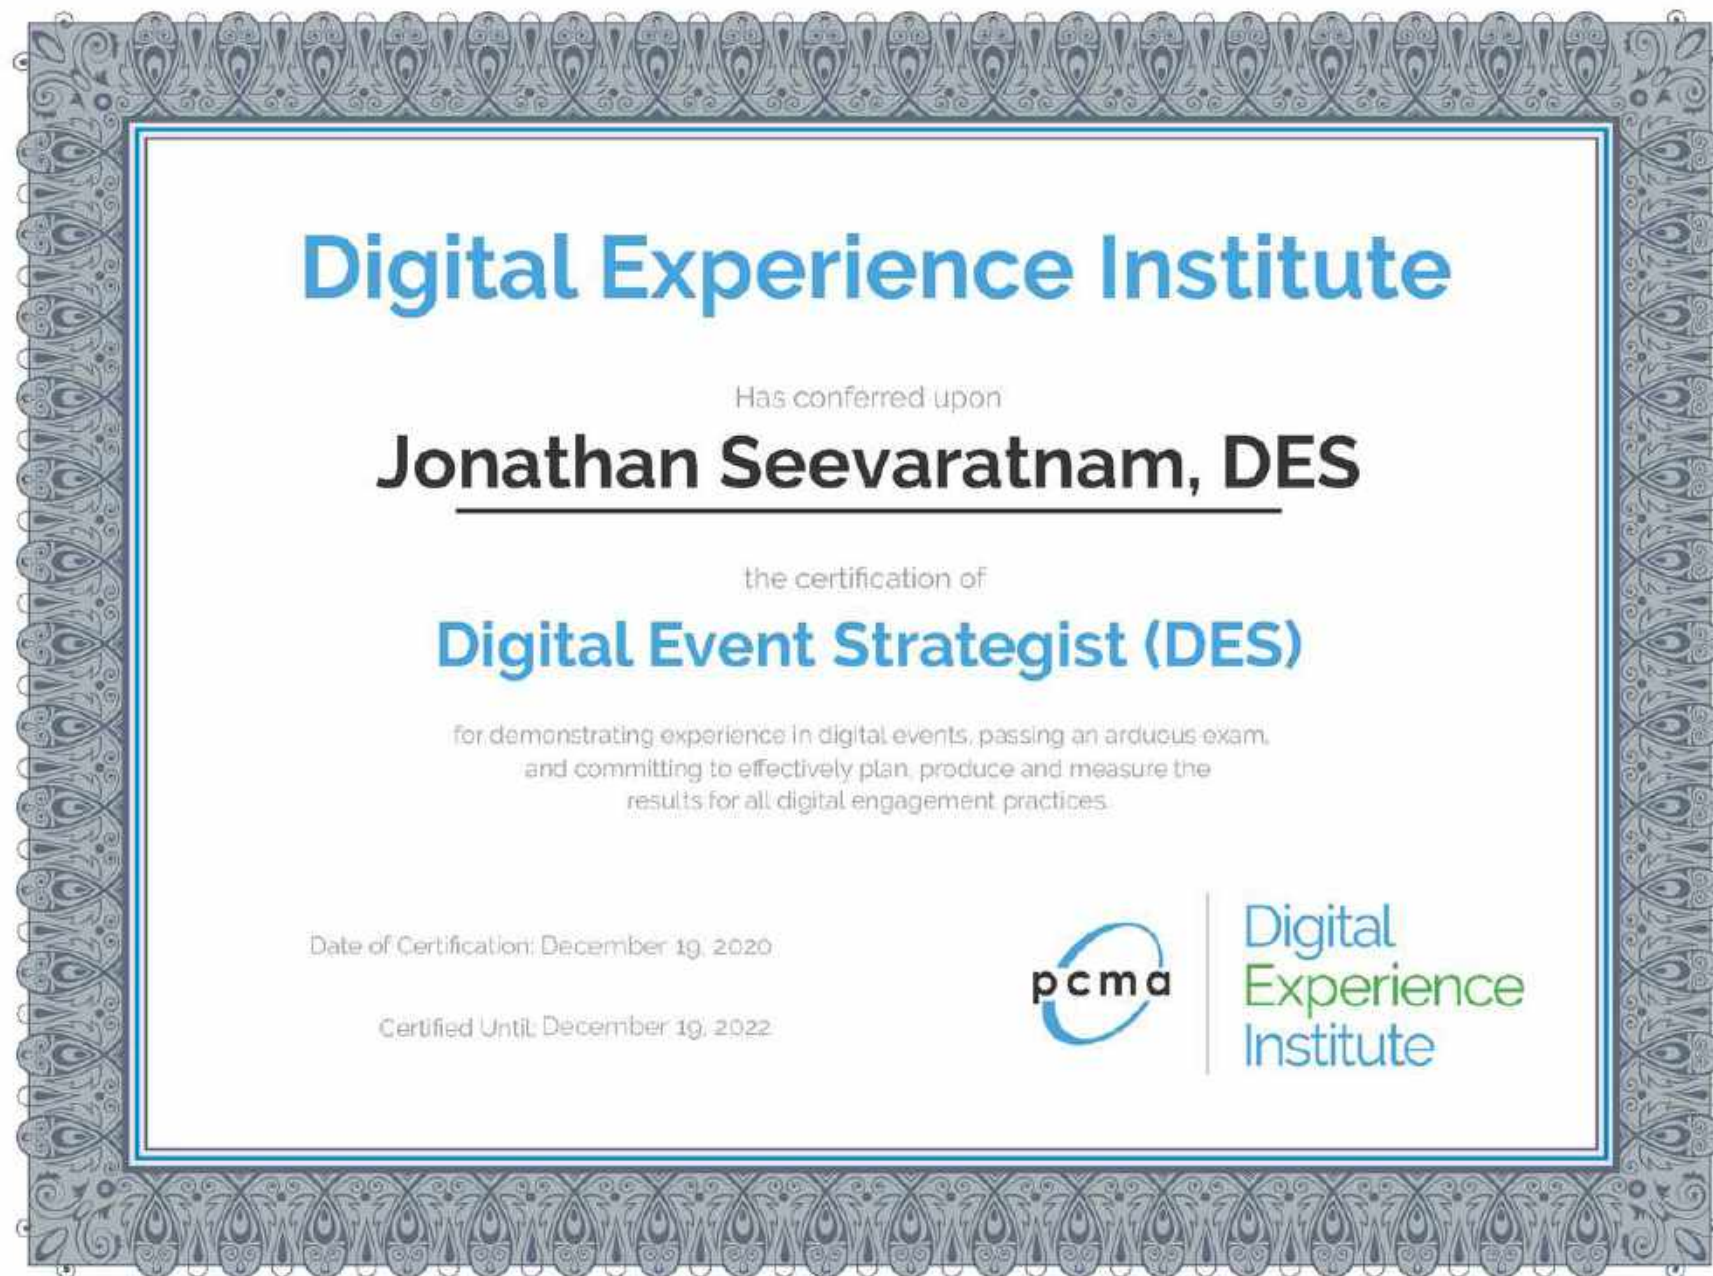 Digital Experience Institute
Has conferred upon
Jonathan Seevaratnam, DES
the certification of
Digital Event Strategist (DES)
for demonstrating experience in digital events, passing an arduous exam,
and committing to effectively plan, produce and measure the
results for all digital engagement practices.
Date of Certification: December 19, 2020
Certified Until: December 19, 2022
pcma
Digital
Experience
Institute